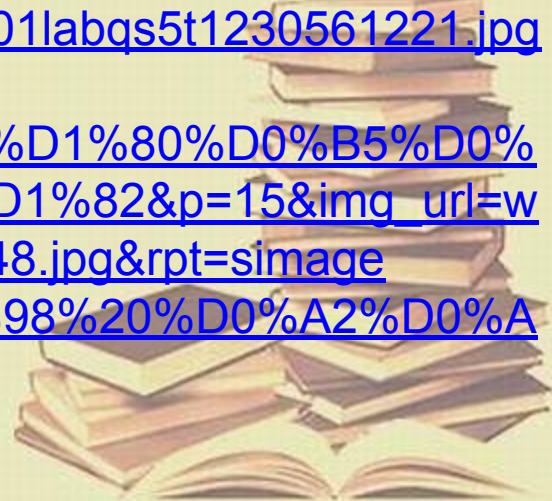 01labqs5t1230561221.jpg
%D1%80%D0%B5%D0%
D1%82&p=15&img_url=w
48.jpg&rpt=simage
98%20%D0%A2%D0%A